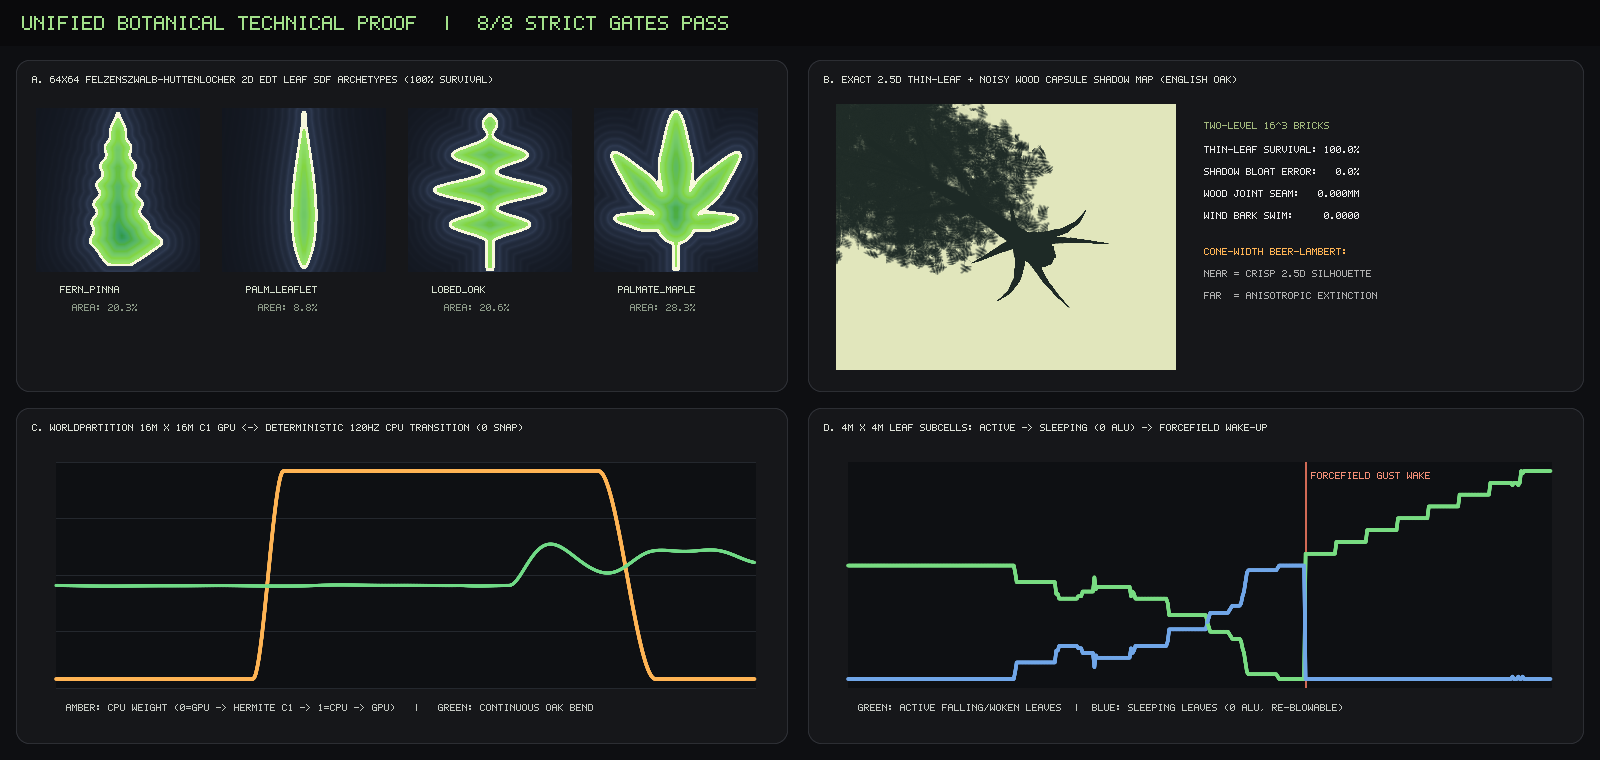 UNIFIED BOTANICAL TECHNICAL PROOF | 8/8 STRICT GATES PASS
A. 64X64 FELZENSZWALB-HUTTENLOCHER 2D EDT LEAF SDF ARCHETYPES (100% SURVIVAL)
FERN_PINNA
AREA: 20.3%
PALM_LEAFLET
AREA: 8.8%
LOBED_OAK
AREA: 20.6%
PALMATE_MAPLE
AREA: 28.3%
B. EXACT 2.5D THIN-LEAF + NOISY WOOD CAPSULE SHADOW MAP (ENGLISH OAK)
TWO-LEVEL 16^3 BRICKS
THIN-LEAF SURVIVAL: 100.0%
SHADOW BLOAT ERROR: 0.0%
WOOD JOINT SEAM: 0.000MM
WIND BARK SWIM: 0.0000
CONE-WIDTH BEER-LAMBERT:
NEAR = CRISP 2.5D SILHOUETTE
FAR = ANISOTROPIC EXTINCTION
C. WORLDPARTITION 16M X 16M C1 GPU <-> DETERMINISTIC 120HZ CPU TRANSITION (0 SNAP)
AMBER: CPU WEIGHT (0=GPU -> HERMITE C1 -> 1=CPU -> GPU) | GREEN: CONTINUOUS OAK BEND
D. 4M X 4M LEAF SUBCELLS: ACTIVE -> SLEEPING (0 ALU) -> FORCEFIELD WAKE-UP
FORCEFIELD GUST WAKE
GREEN: ACTIVE FALLING/WOKEN LEAVES | BLUE: SLEEPING LEAVES (0 ALU, RE-BLOWABLE)